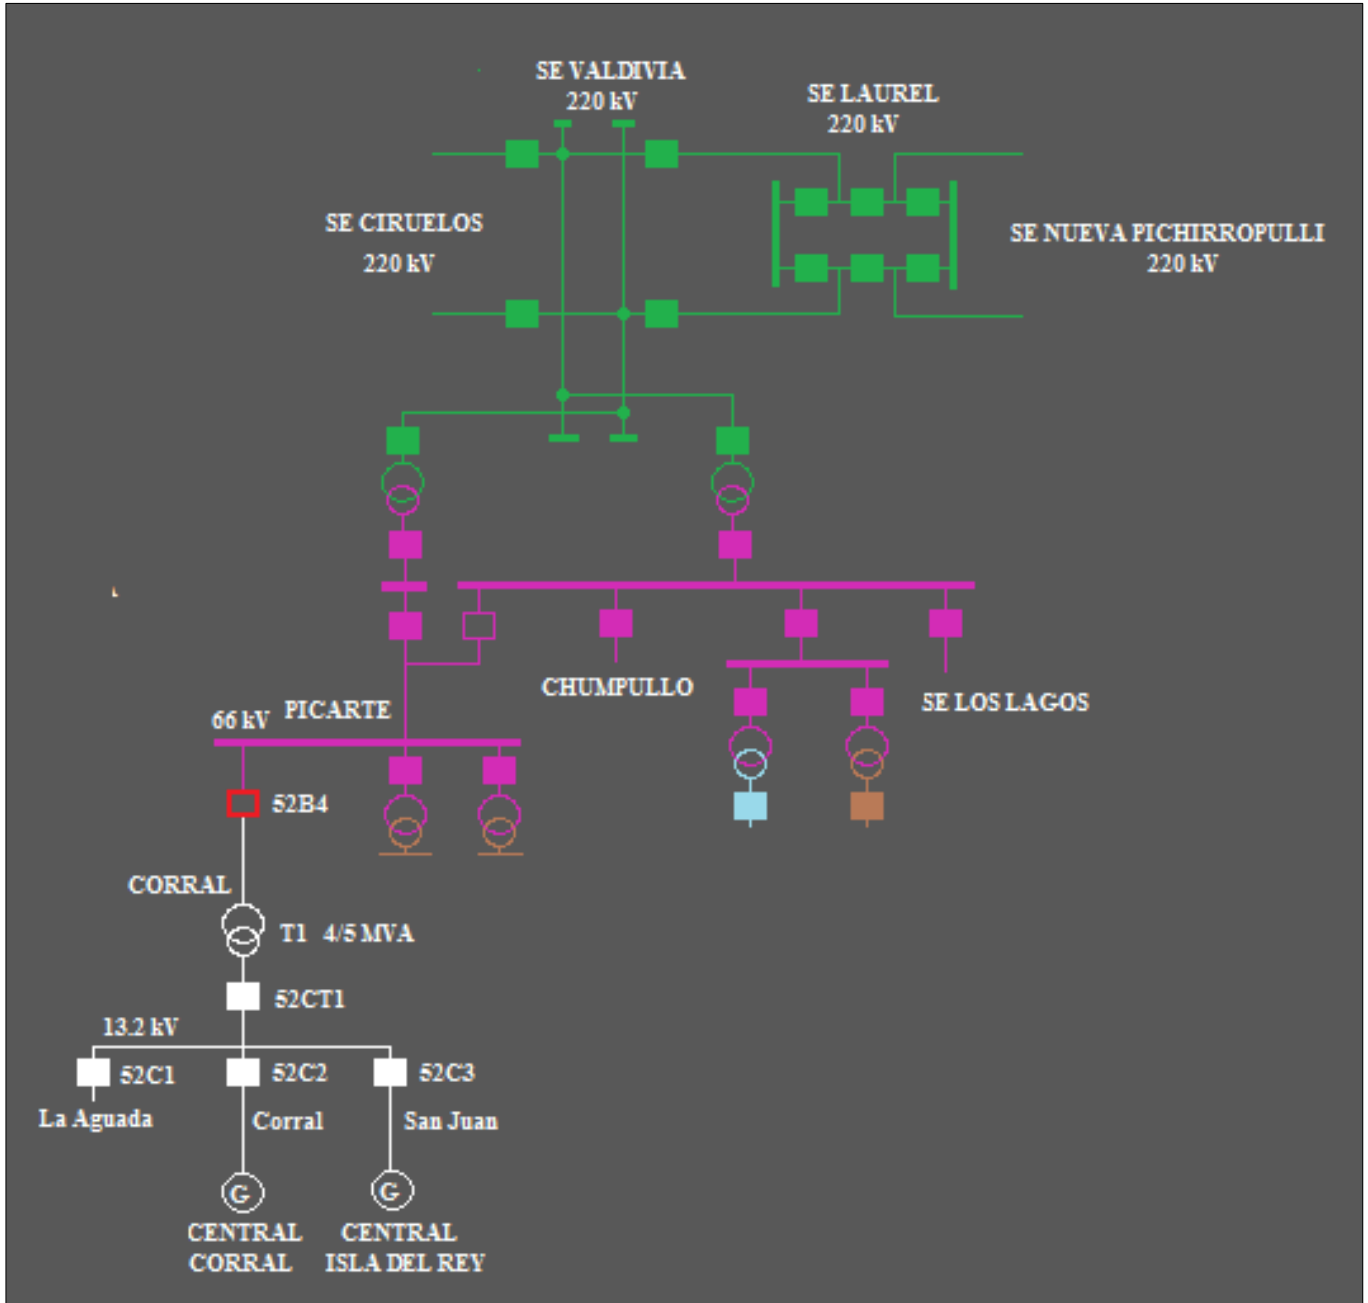 SE VALDIVIA
220 kV
SE LAUREL
220 kV
SE CIRUELOS
220 kV
SE NUEVA PICHIRROPULLI
220 kV
CHUMPULLO
SE LOS LAGOS
PICARTE
66 kV
52B4
CORRAL
T1 4/5 MVA
52CT1
13.2 kV
52C1
52C2
52C3
La Aguada
Corral
San Juan
G
G
CENTRAL
CORRAL
CENTRAL
ISLA DEL REY